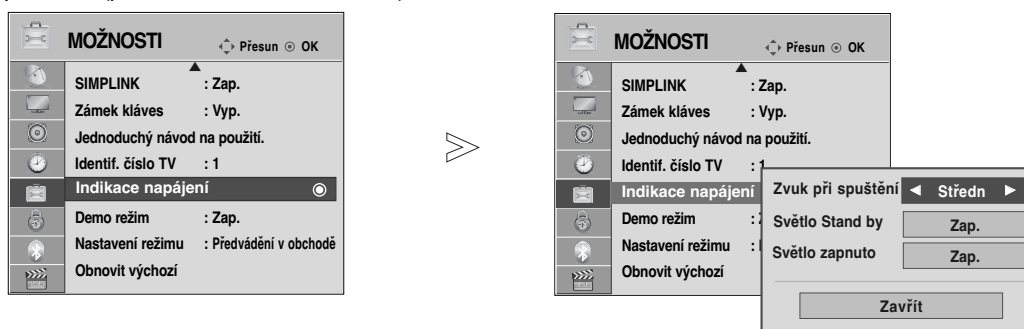 MOŽNOSTI Přesun OK
SIMPLINK : Zap.
Zámek kláves : Vyp.
Jednoduchý návod na použití.
Identif. číslo TV : 1
Indikace napájení
Demo režim : Zap.
Nastavení režimu : Předvádění v obchodě
Obnovit výchozí
MOŽNOSTI Přesun OK
SIMPLINK : Zap.
Zámek kláves : Vyp.
Jednoduchý návod na použití.
Identif. číslo TV : 1
Indikace napájení
Demo režim :
Nastavení režimu :
Obnovit výchozí
Zvuk při spuštění ◄ Středn ►
Světlo Stand by Zap.
Světlo zapnuto Zap.
Zavřít